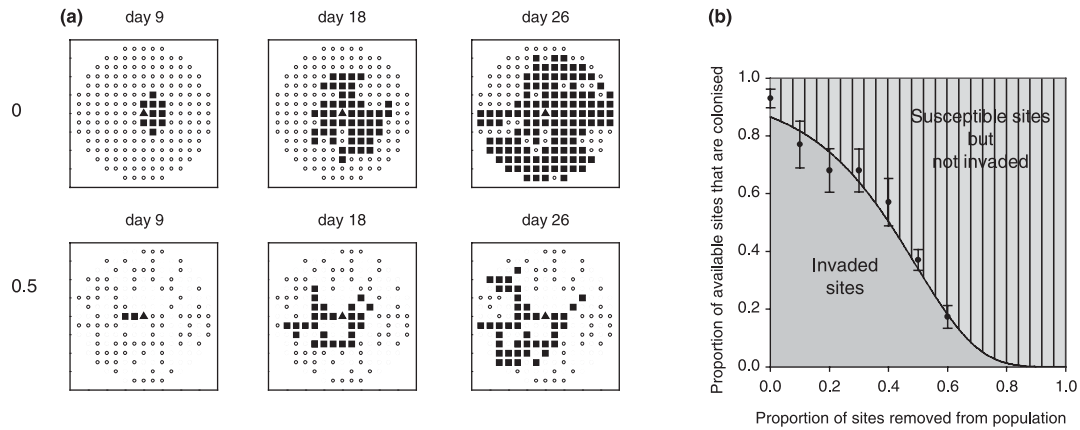 (a)
day 9
day 18
day 26
0
day 9
day 18
day 26
0.5
(b)
Proportion of available sites that are colonised
1.0
0.8
0.6
0.4
0.2
0.0
Susceptible sites
but
not invaded
Invaded
sites
0.0
0.2
0.4
0.6
0.8
1.0
Proportion of sites removed from population